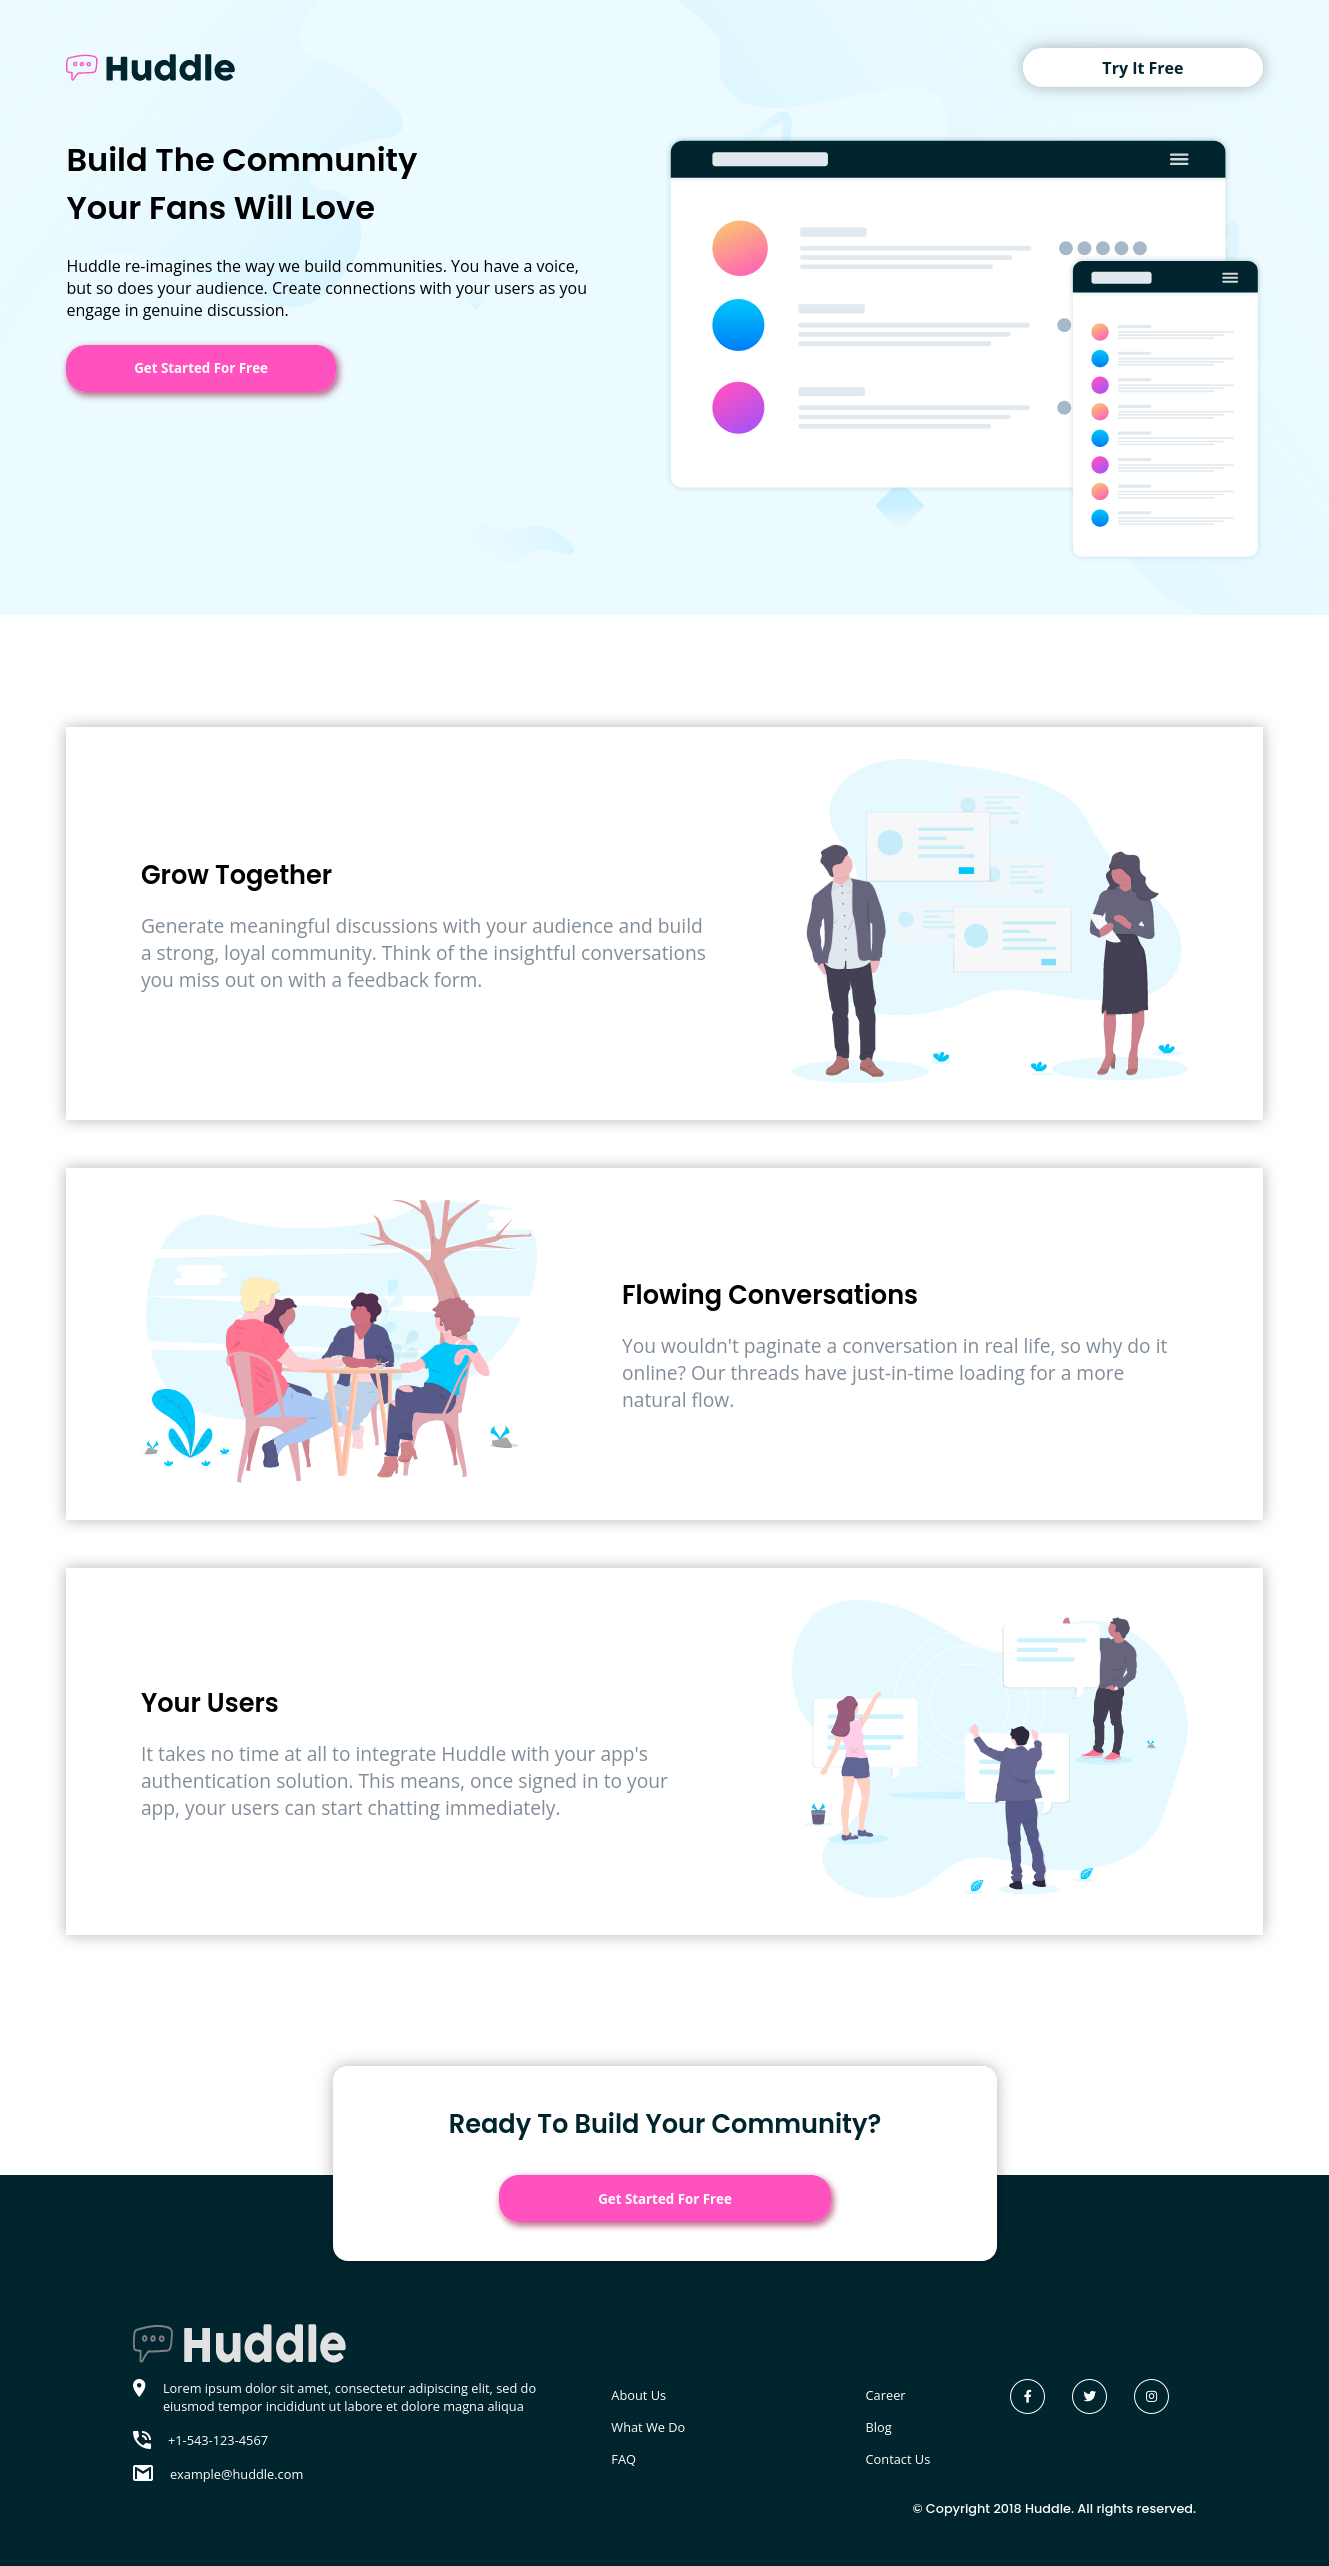 Huddle
Try It Free
Build The Community
Your Fans Will Love
Huddle re-imagines the way we build communities. You have a voice,
but so does your audience. Create connections with your users as you
engage in genuine discussion.
Get Started For Free
Grow Together
Generate meaningful discussions with your audience and build
a strong, loyal community. Think of the insightful conversations
you miss out on with a feedback form.
Flowing Conversations
You wouldn't paginate a conversation in real life, so why do it
online? Our threads have just-in-time loading for a more
natural flow.
Your Users
It takes no time at all to integrate Huddle with your app's
authentication solution. This means, once signed in to your
app, your users can start chatting immediately.
Ready To Build Your Community?
Get Started For Free
Huddle
Lorem ipsum dolor sit amet, consectetur adipiscing elit, sed do
eiusmod tempor incididunt ut labore et dolore magna aliqua
+1-543-123-4567
example@huddle.com
About Us
What We Do
FAQ
Career
Blog
Contact Us
© Copyright 2018 Huddle. All rights reserved.